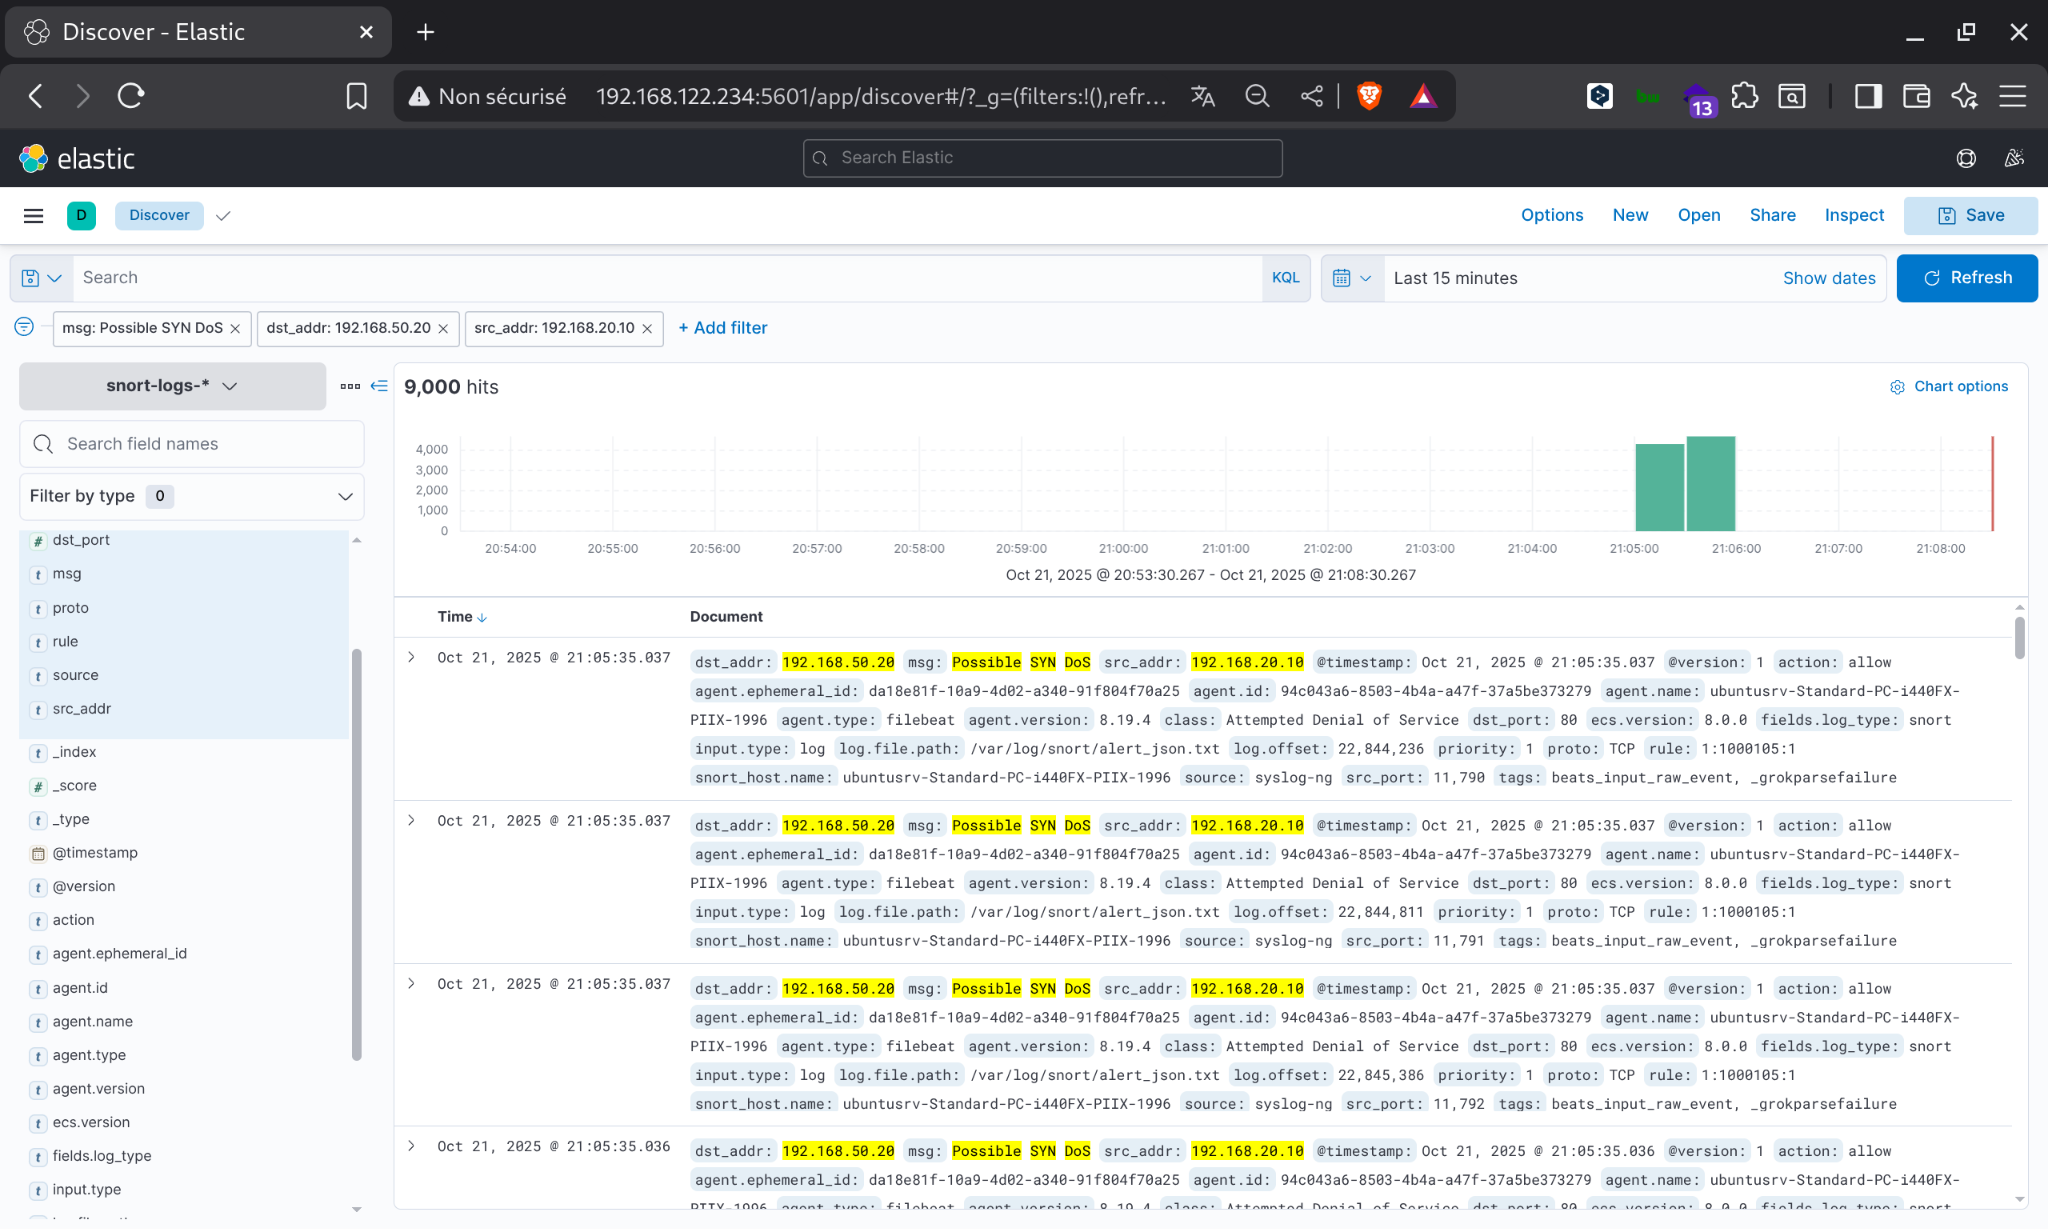 Discover - Elastic
Non sécurisé 192.168.122.234:5601/app/discover#/?_g=(filters:!(),refr...
bw
13
elastic
Search Elastic
D Discover
Options New Open Share Inspect Save
Search KQL Last 15 minutes Show dates Refresh
msg: Possible SYN DoS × dst_addr: 192.168.50.20 × src_addr: 192.168.20.10 × + Add filter
snort-logs-*
9,000 hits
Chart options
Search field names
Filter by type 0
dst_port
msg
proto
rule
source
src_addr
_index
_score
_type
@timestamp
@version
action
agent.ephemeral_id
agent.id
agent.name
agent.type
agent.version
ecs.version
fields.log_type
input.type
4,000
3,000
2,000
1,000
0
20:54:00 20:55:00 20:56:00 20:57:00 20:58:00 20:59:00 21:00:00 21:01:00 21:02:00 21:03:00 21:04:00 21:05:00 21:06:00 21:07:00 21:08:00
Oct 21, 2025 @ 20:53:30.267 - Oct 21, 2025 @ 21:08:30.267
Time Document
Oct 21, 2025 @ 21:05:35.037 dst_addr: 192.168.50.20 msg: Possible SYN DoS src_addr: 192.168.20.10 @timestamp: Oct 21, 2025 @ 21:05:35.037 @version: 1 action: allow
agent.ephemeral_id: da18e81f-10a9-4d02-a340-91f804f70a25 agent.id: 94c043a6-8503-4b4a-a47f-37a5be373279 agent.name: ubuntusrv-Standard-PC-i440FX-
PIIX-1996 agent.type: filebeat agent.version: 8.19.4 class: Attempted Denial of Service dst_port: 80 ecs.version: 8.0.0 fields.log_type: snort
input.type: log log.file.path: /var/log/snort/alert_json.txt log.offset: 22,844,236 priority: 1 proto: TCP rule: 1:1000105:1
snort_host.name: ubuntusrv-Standard-PC-i440FX-PIIX-1996 source: syslog-ng src_port: 11,790 tags: beats_input_raw_event, _grokparsefailure
Oct 21, 2025 @ 21:05:35.037 dst_addr: 192.168.50.20 msg: Possible SYN DoS src_addr: 192.168.20.10 @timestamp: Oct 21, 2025 @ 21:05:35.037 @version: 1 action: allow
agent.ephemeral_id: da18e81f-10a9-4d02-a340-91f804f70a25 agent.id: 94c043a6-8503-4b4a-a47f-37a5be373279 agent.name: ubuntusrv-Standard-PC-i440FX-
PIIX-1996 agent.type: filebeat agent.version: 8.19.4 class: Attempted Denial of Service dst_port: 80 ecs.version: 8.0.0 fields.log_type: snort
input.type: log log.file.path: /var/log/snort/alert_json.txt log.offset: 22,844,811 priority: 1 proto: TCP rule: 1:1000105:1
snort_host.name: ubuntusrv-Standard-PC-i440FX-PIIX-1996 source: syslog-ng src_port: 11,791 tags: beats_input_raw_event, _grokparsefailure
Oct 21, 2025 @ 21:05:35.037 dst_addr: 192.168.50.20 msg: Possible SYN DoS src_addr: 192.168.20.10 @timestamp: Oct 21, 2025 @ 21:05:35.037 @version: 1 action: allow
agent.ephemeral_id: da18e81f-10a9-4d02-a340-91f804f70a25 agent.id: 94c043a6-8503-4b4a-a47f-37a5be373279 agent.name: ubuntusrv-Standard-PC-i440FX-
PIIX-1996 agent.type: filebeat agent.version: 8.19.4 class: Attempted Denial of Service dst_port: 80 ecs.version: 8.0.0 fields.log_type: snort
input.type: log log.file.path: /var/log/snort/alert_json.txt log.offset: 22,845,386 priority: 1 proto: TCP rule: 1:1000105:1
snort_host.name: ubuntusrv-Standard-PC-i440FX-PIIX-1996 source: syslog-ng src_port: 11,792 tags: beats_input_raw_event, _grokparsefailure
Oct 21, 2025 @ 21:05:35.036 dst_addr: 192.168.50.20 msg: Possible SYN DoS src_addr: 192.168.20.10 @timestamp: Oct 21, 2025 @ 21:05:35.036 @version: 1 action: allow
agent.ephemeral_id: da18e81f-10a9-4d02-a340-91f804f70a25 agent.id: 94c043a6-8503-4b4a-a47f-37a5be373279 agent.name: ubuntusrv-Standard-PC-i440FX-
PIIX-1996 agent.type: filebeat agent.version: 8.19.4 class: Attempted Denial of Service dst_port: 80 ecs.version: 8.0.0 fields.log_type: snort